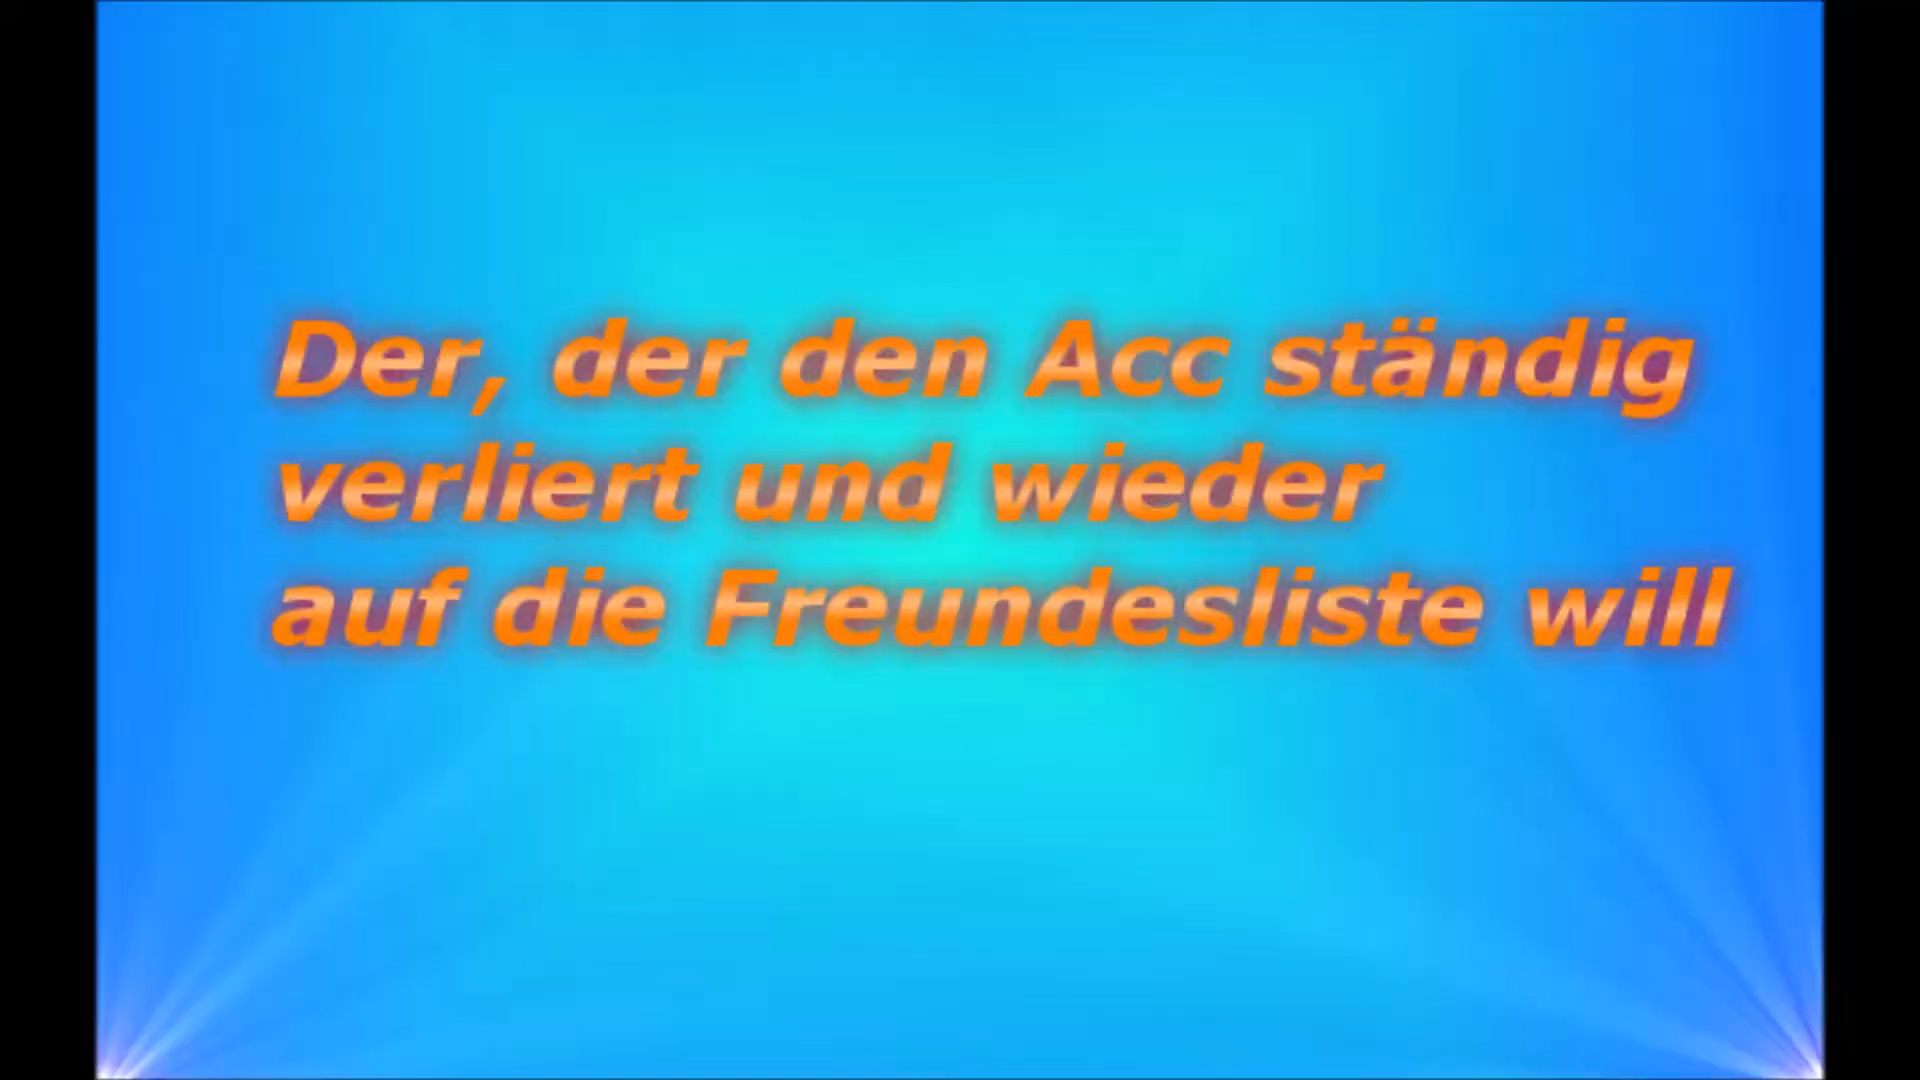 Der, der den Acc ständig
verliert und wieder
auf die Freundesliste will